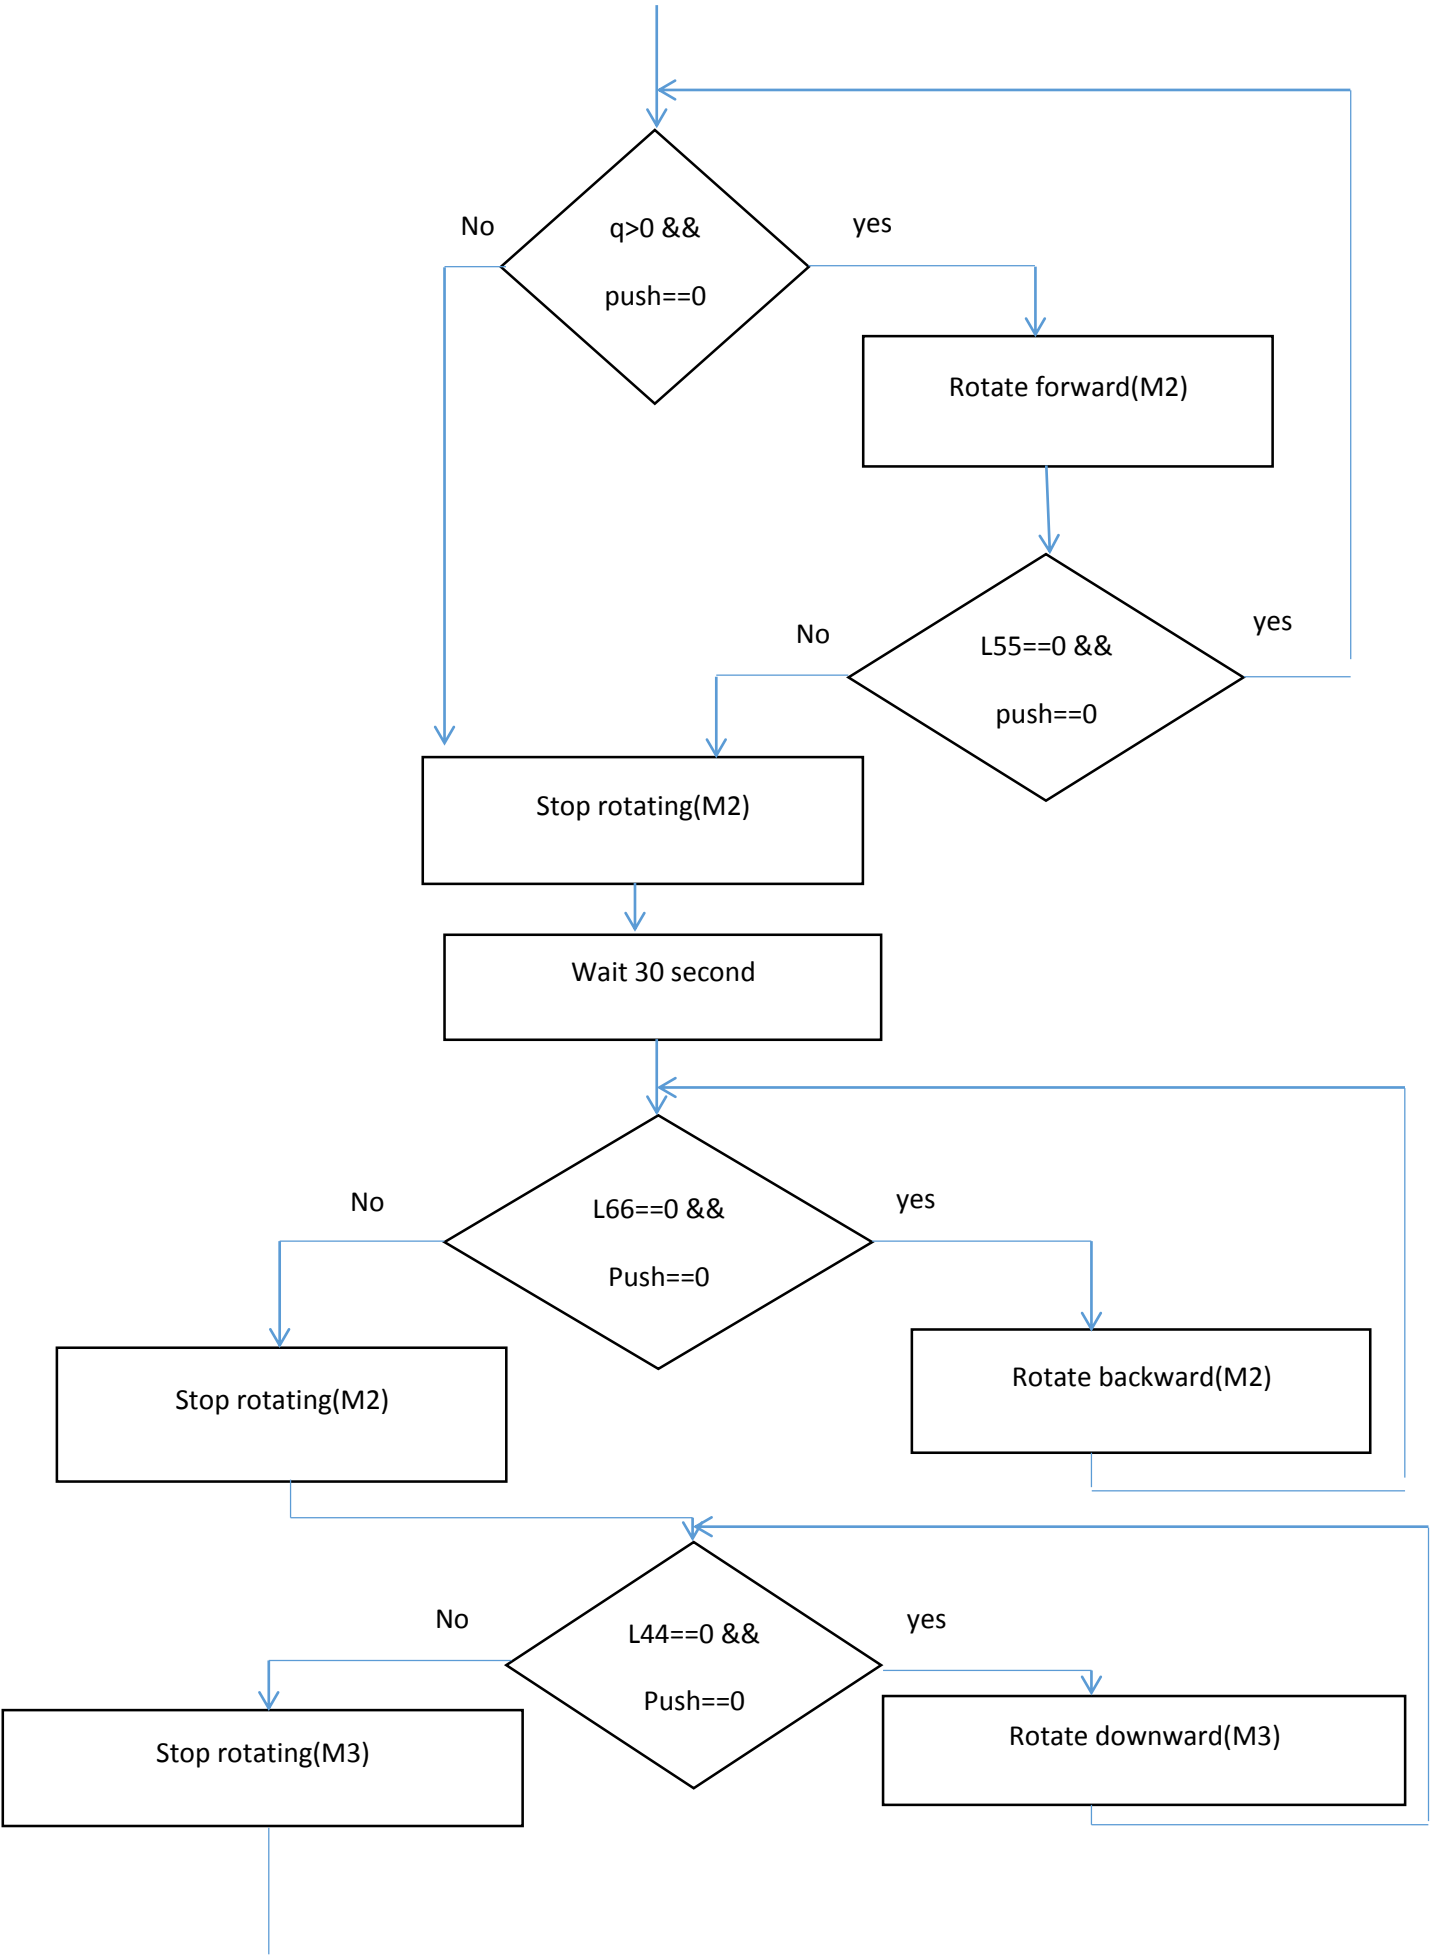 No
q>0 &&
push==0
yes
Rotate forward(M2)
No
L55==0 &&
push==0
yes
Stop rotating(M2)
Wait 30 second
No
L66==0 &&
Push==0
yes
Stop rotating(M2)
Rotate backward(M2)
No
L44==0 &&
Push==0
yes
Stop rotating(M3)
Rotate downward(M3)